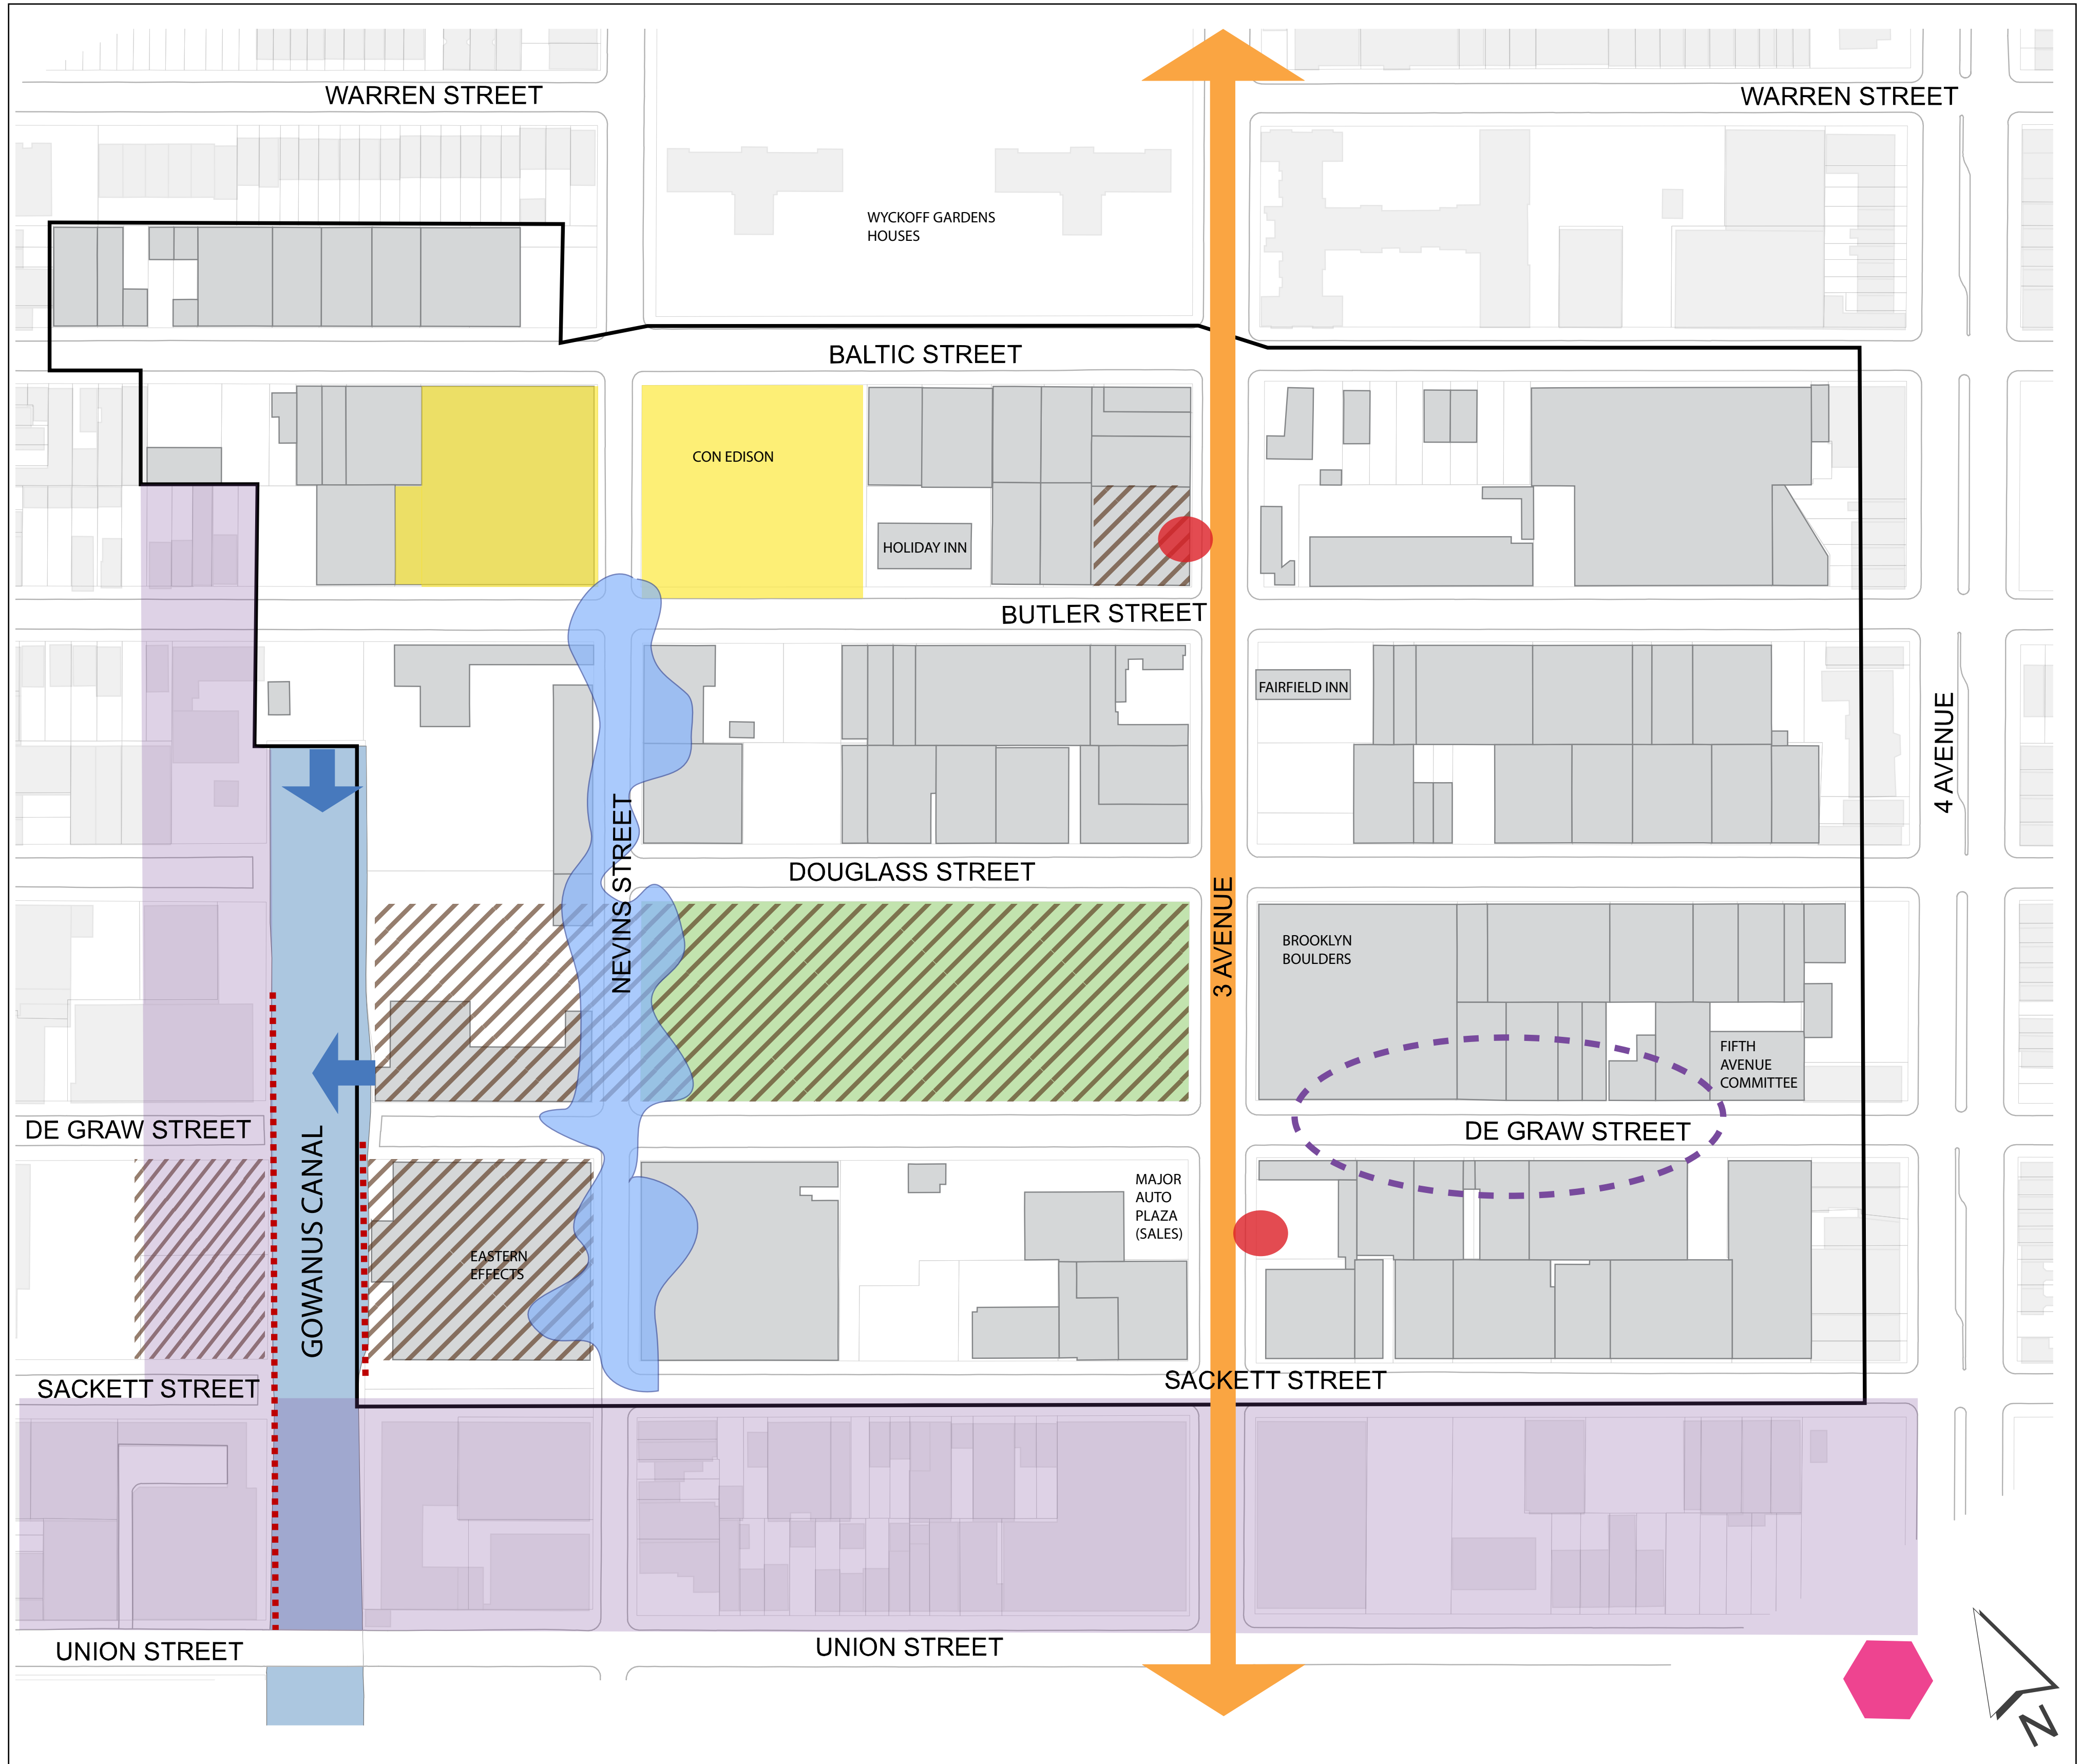 WARREN STREET
WARREN STREET
WYCKOFF GARDENS
HOUSES
BALTIC STREET
CON EDISON
HOLIDAY INN
BUTLER STREET
FAIRFIELD INN
4 AVENUE
NEVINS STREET
DOUGLASS STREET
3 AVENUE
BROOKLYN
BOULDERS
FIFTH
AVENUE
COMMITTEE
DE GRAW STREET
DE GRAW STREET
GOWANUS CANAL
MAJOR
AUTO
PLAZA
(SALES)
EASTERN
EFFECTS
SACKETT STREET
SACKETT STREET
UNION STREET
UNION STREET
N